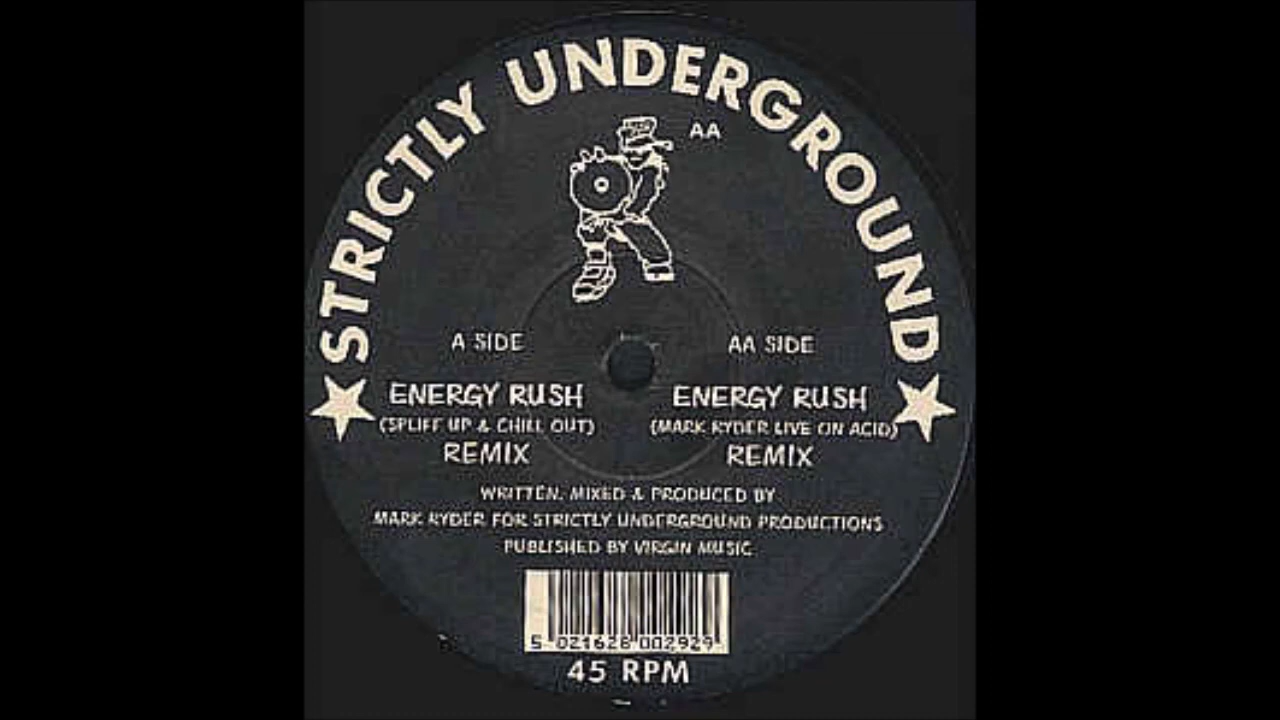 STRICTLY UNDERGROUND
AA
A SIDE
ENERGY RUSH
(SPLIFF UP & CHILL OUT)
REMIX
AA SIDE
ENERGY RUSH
(MARK RYDER LIVE ON ACID)
REMIX
WRITTEN, MIXED & PRODUCED BY
MARK RYDER FOR STRICTLY UNDERGROUND PRODUCTIONS
PUBLISHED BY VIRGIN MUSIC
5 021628 002929
45 RPM